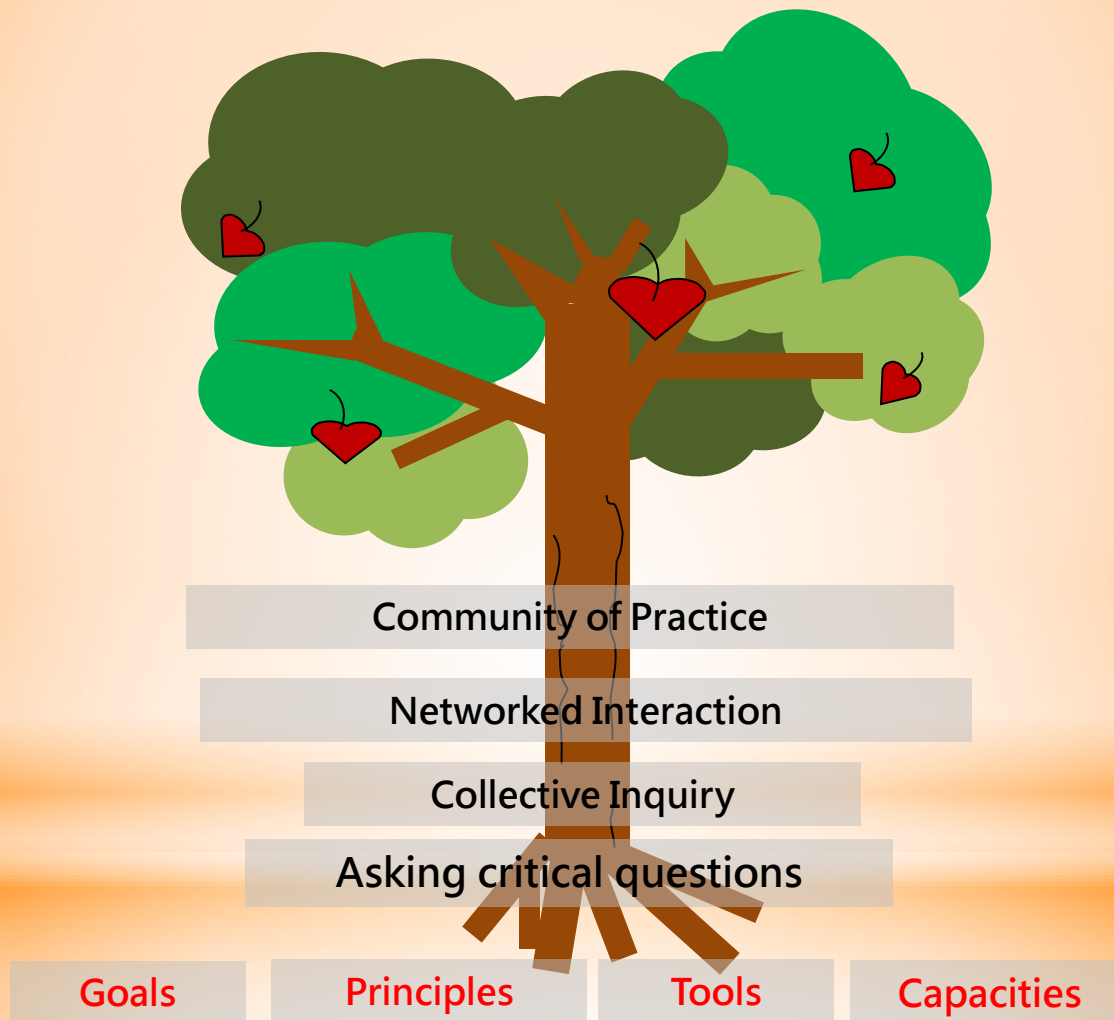 Community of Practice
Networked Interaction
Collective Inquiry
Asking critical questions
Goals Principles Tools Capacities